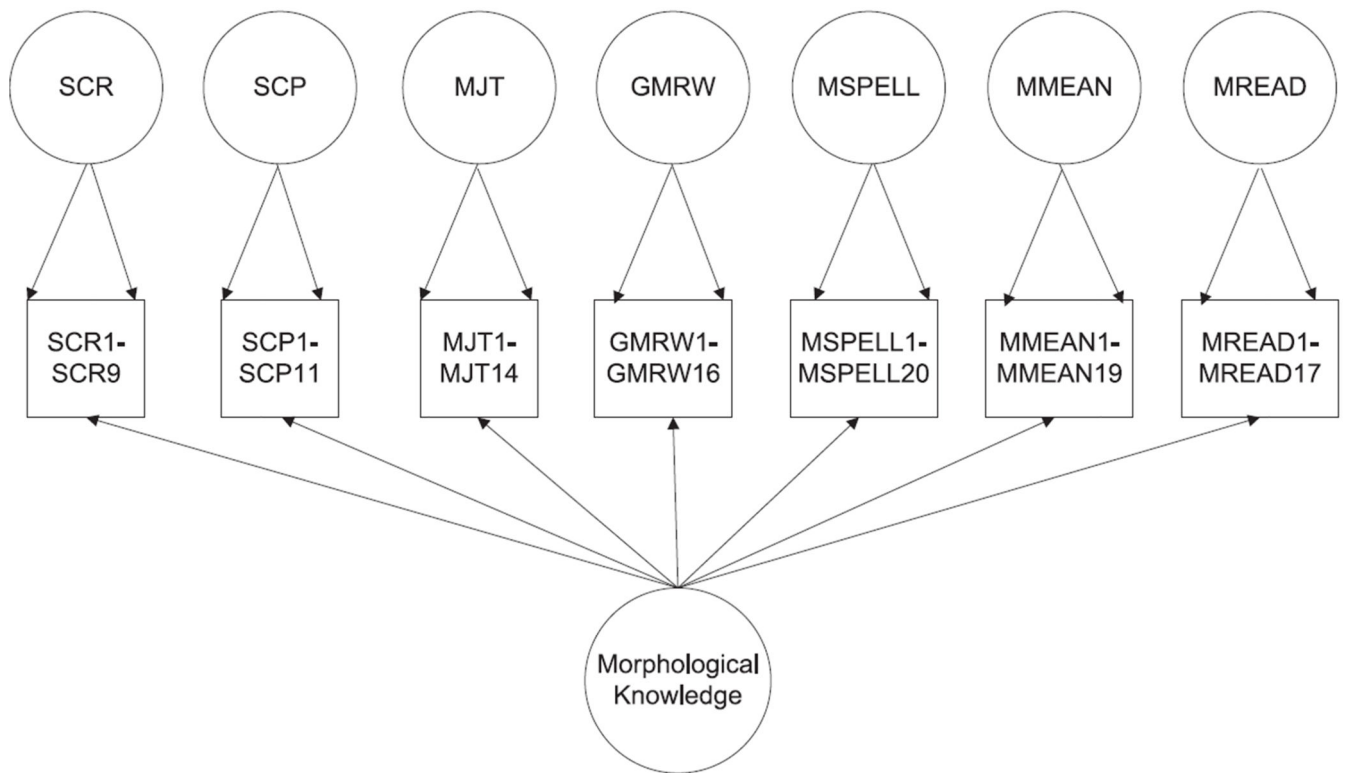 SCR
SCP
MJT
GMRW
MSPELL
MMEAN
MREAD
SCR1-
SCR9
SCP1-
SCP11
MJT1-
MJT14
GMRW1-
GMRW16
MSPELL1-
MSPELL20
MMEAN1-
MMEAN19
MREAD1-
MREAD17
Morphological
Knowledge